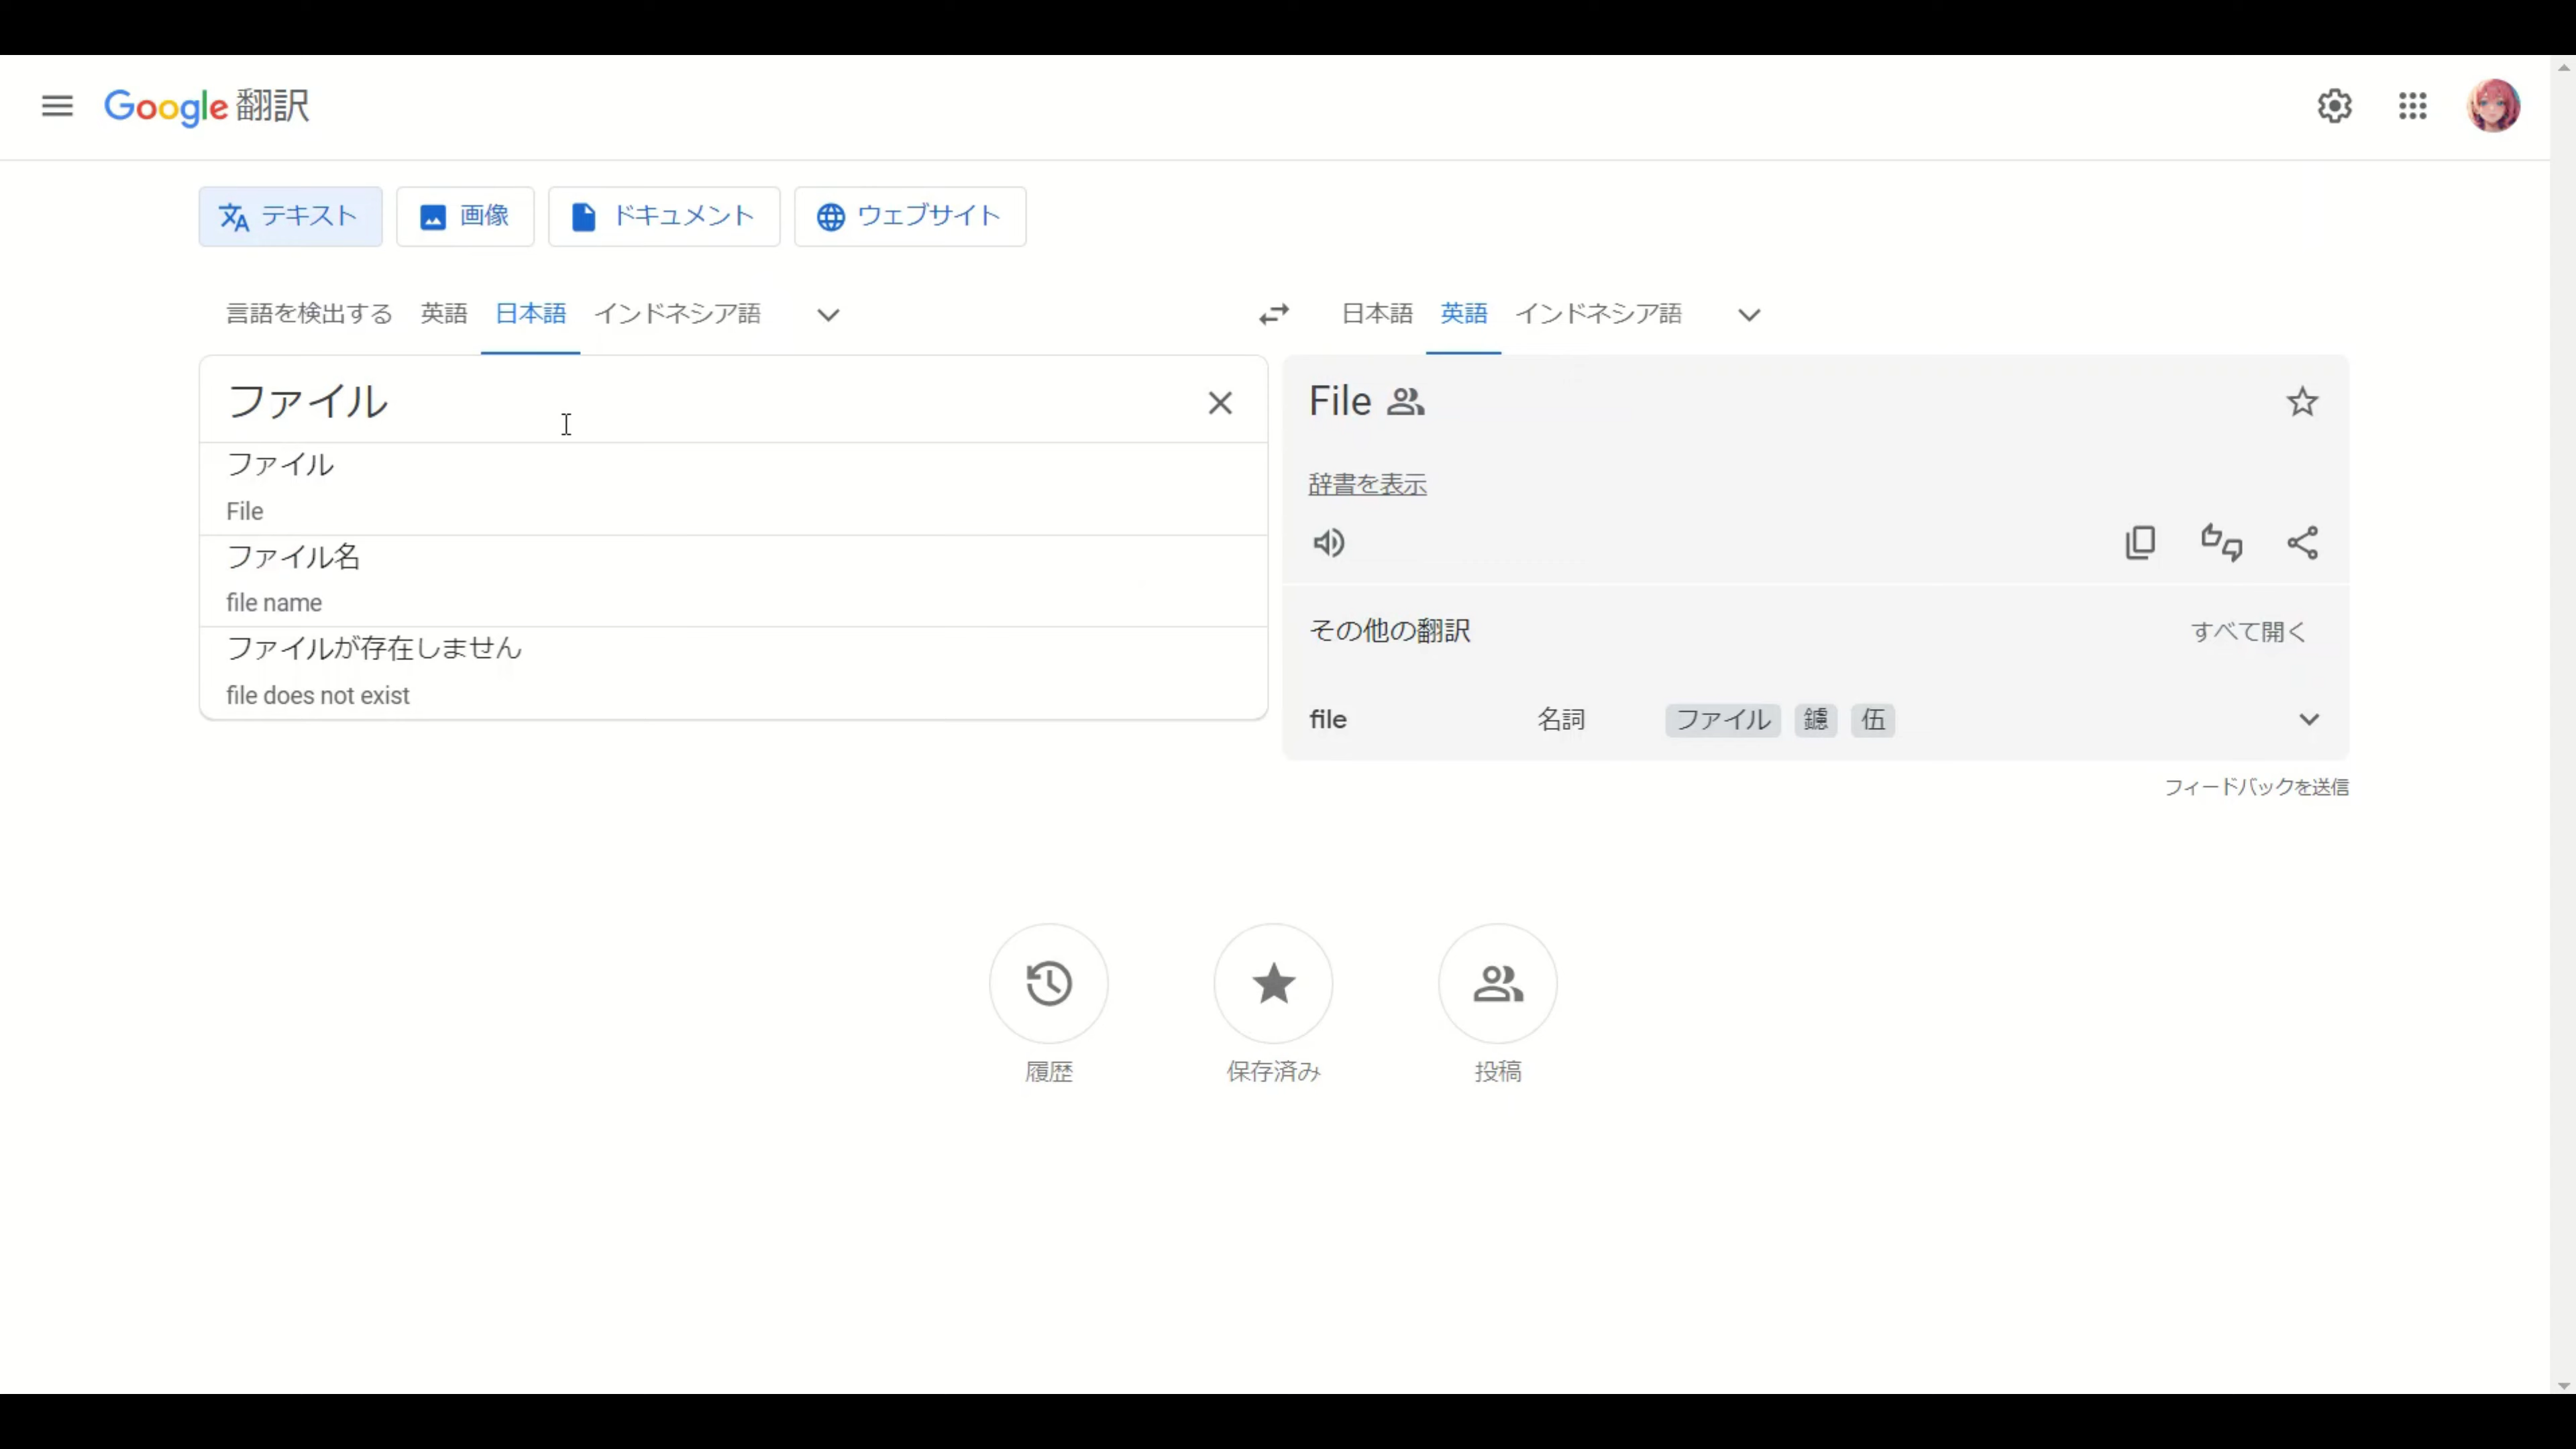 Google 翻訳
テキスト 画像 ドキュメント ウェブサイト
言語を検出する 英語 日本語 インドネシア語
日本語 英語 インドネシア語
ファイル
ファイル
File
ファイル名
file name
ファイルが存在しません
file does not exist
File
辞書を表示
その他の翻訳 すべて開く
file 名詞 ファイル 鑢 伍
フィードバックを送信
履歴 保存済み 投稿